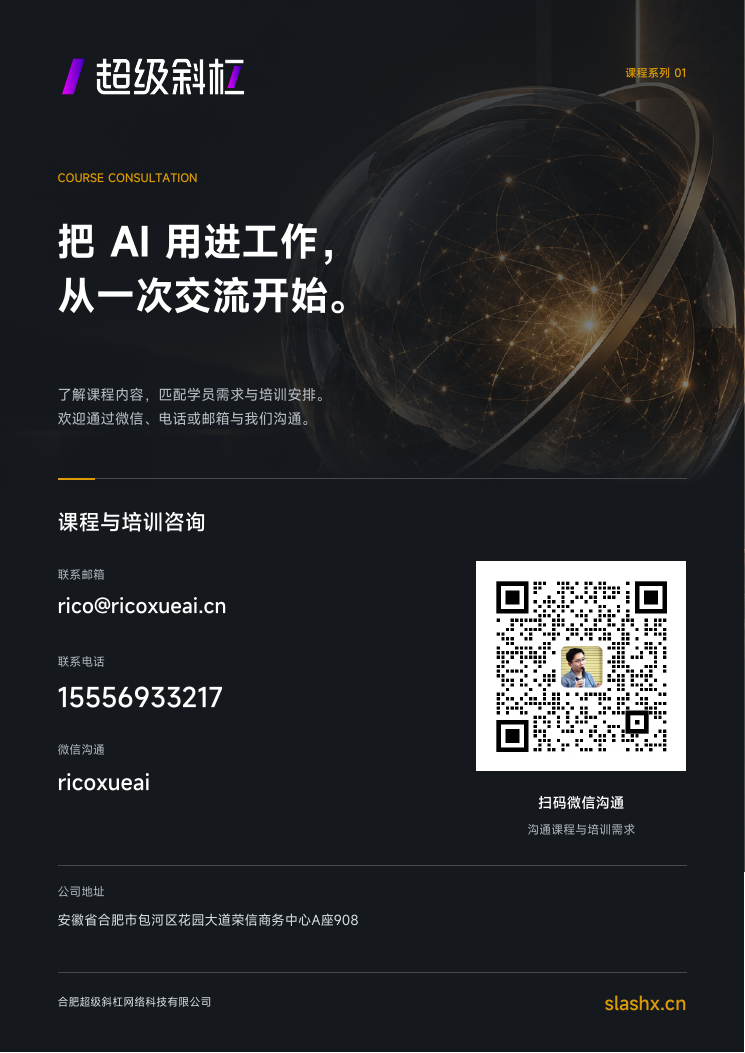 超级斜杠
课程系列 01
COURSE CONSULTATION
把 AI 用进工作，
从一次交流开始。
了解课程内容，匹配学员需求与培训安排。
欢迎通过微信、电话或邮箱与我们沟通。
课程与培训咨询
联系邮箱
rico@ricoxueai.cn
联系电话
15556933217
微信沟通
ricoxueai
扫码微信沟通
沟通课程与培训需求
公司地址
安徽省合肥市包河区花园大道荣信商务中心A座908
合肥超级斜杠网络科技有限公司
slashx.cn